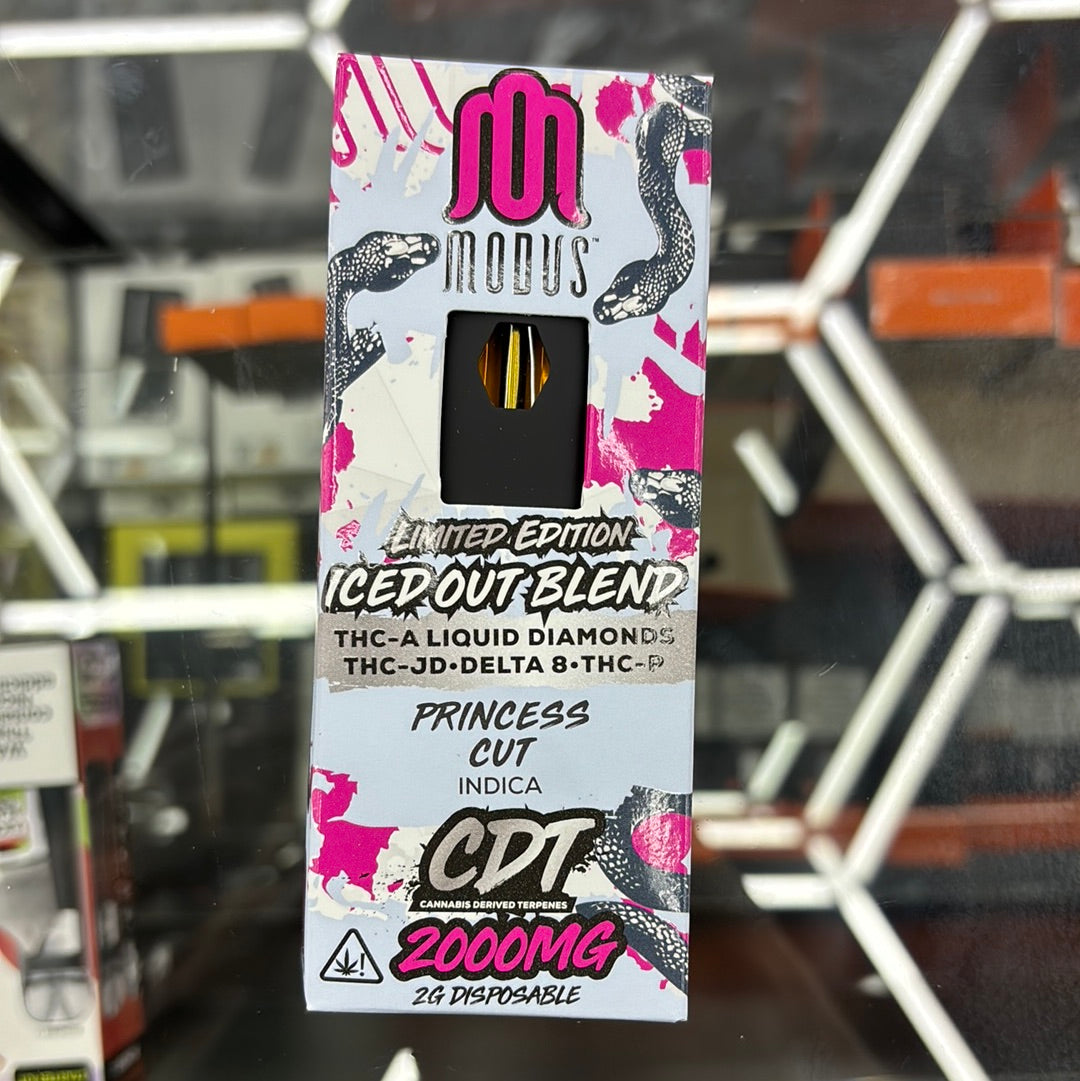 MODUS™
LIMITED EDITION
ICED OUT BLEND
THC-A LIQUID DIAMONDS
THC-JD•DELTA 8•THC-P
PRINCESS
CUT
INDICA
CDT
CANNABIS DERIVED TERPENES
2000MG
2G DISPOSABLE